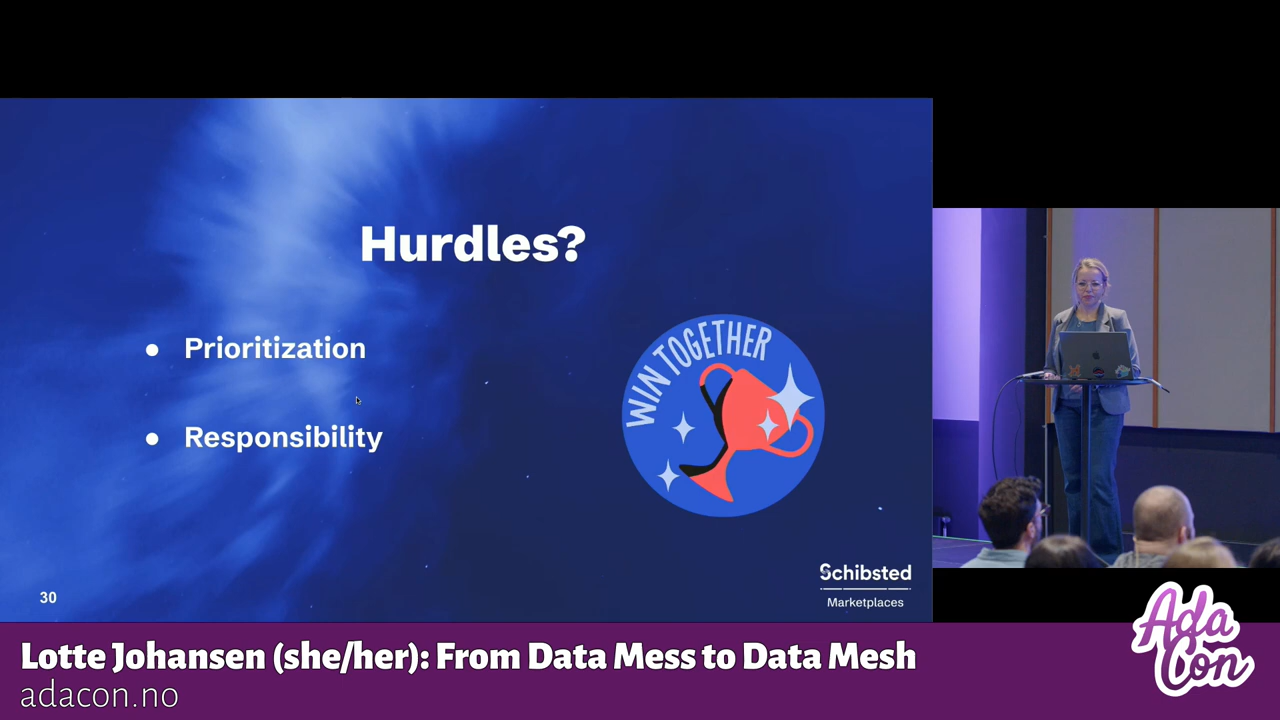 Hurdles?
● Prioritization
● Responsibility
WIN TOGETHER
Schibsted
Marketplaces
30
Lotte Johansen (she/her): From Data Mess to Data Mesh
adacon.no
Ada
Con